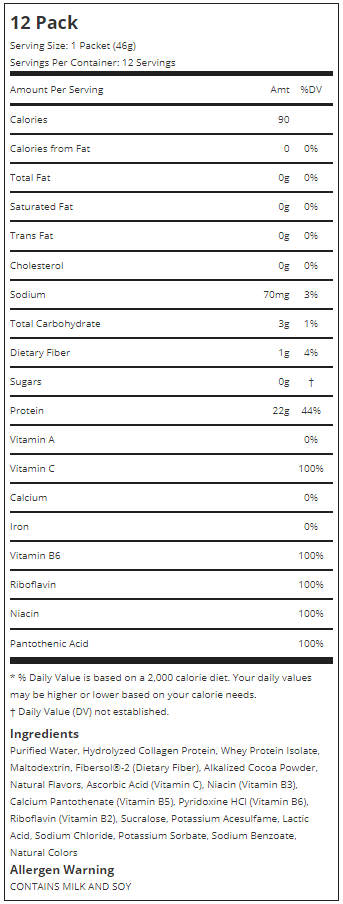 12 Pack
Serving Size: 1 Packet (46g)
Servings Per Container: 12 Servings
Amount Per Serving Amt %DV
Calories 90
Calories from Fat 0 0%
Total Fat 0g 0%
Saturated Fat 0g 0%
Trans Fat 0g 0%
Cholesterol 0g 0%
Sodium 70mg 3%
Total Carbohydrate 3g 1%
Dietary Fiber 1g 4%
Sugars 0g †
Protein 22g 44%
Vitamin A 0%
Vitamin C 100%
Calcium 0%
Iron 0%
Vitamin B6 100%
Riboflavin 100%
Niacin 100%
Pantothenic Acid 100%
* % Daily Value is based on a 2,000 calorie diet. Your daily values
may be higher or lower based on your calorie needs.
† Daily Value (DV) not established.
Ingredients
Purified Water, Hydrolyzed Collagen Protein, Whey Protein Isolate,
Maltodextrin, Fibersol®-2 (Dietary Fiber), Alkalized Cocoa Powder,
Natural Flavors, Ascorbic Acid (Vitamin C), Niacin (Vitamin B3),
Calcium Pantothenate (Vitamin B5), Pyridoxine HCl (Vitamin B6),
Riboflavin (Vitamin B2), Sucralose, Potassium Acesulfame, Lactic
Acid, Sodium Chloride, Potassium Sorbate, Sodium Benzoate,
Natural Colors
Allergen Warning
CONTAINS MILK AND SOY